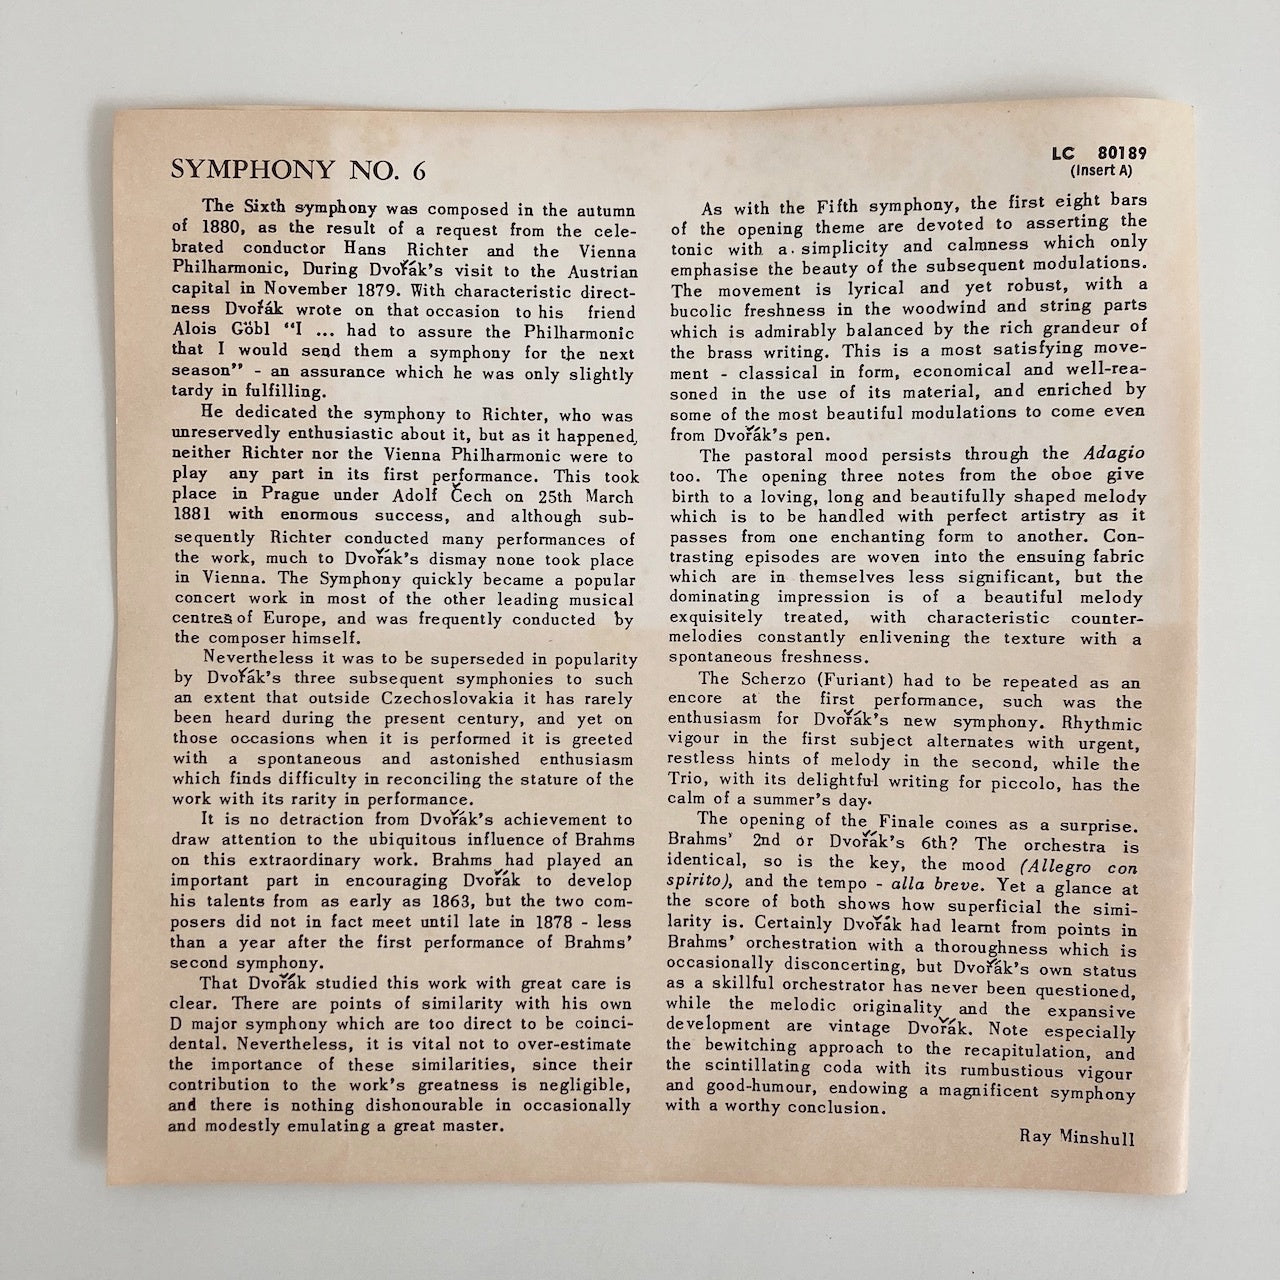 SYMPHONY NO. 6
LC 80189
(Insert A)
The Sixth symphony was composed in the autumn
of 1880, as the result of a request from the cele-
brated conductor Hans Richter and the Vienna
Philharmonic, During Dvořák's visit to the Austrian
capital in November 1879. With characteristic direct-
ness Dvořák wrote on that occasion to his friend
Alois Göbl "I ... had to assure the Philharmonic
that I would send them a symphony for the next
season" - an assurance which he was only slightly
tardy in fulfilling.
He dedicated the symphony to Richter, who was
unreservedly enthusiastic about it, but as it happened,
neither Richter nor the Vienna Philharmonic were to
play any part in its first performance. This took
place in Prague under Adolf Čech on 25th March
1881 with enormous success, and although sub-
sequently Richter conducted many performances of
the work, much to Dvořák's dismay none took place
in Vienna. The Symphony quickly became a popular
concert work in most of the other leading musical
centres of Europe, and was frequently conducted by
the composer himself.
Nevertheless it was to be superseded in popularity
by Dvořák's three subsequent symphonies to such
an extent that outside Czechoslovakia it has rarely
been heard during the present century, and yet on
those occasions when it is performed it is greeted
with a spontaneous and astonished enthusiasm
which finds difficulty in reconciling the stature of the
work with its rarity in performance.
It is no detraction from Dvořák's achievement to
draw attention to the ubiquitous influence of Brahms
on this extraordinary work. Brahms had played an
important part in encouraging Dvořák to develop
his talents from as early as 1863, but the two com-
posers did not in fact meet until late in 1878 - less
than a year after the first performance of Brahms'
second symphony.
That Dvořák studied this work with great care is
clear. There are points of similarity with his own
D major symphony which are too direct to be coinci-
dental. Nevertheless, it is vital not to over-estimate
the importance of these similarities, since their
contribution to the work's greatness is negligible,
and there is nothing dishonourable in occasionally
and modestly emulating a great master.
As with the Fifth symphony, the first eight bars
of the opening theme are devoted to asserting the
tonic with a simplicity and calmness which only
emphasise the beauty of the subsequent modulations.
The movement is lyrical and yet robust, with a
bucolic freshness in the woodwind and string parts
which is admirably balanced by the rich grandeur of
the brass writing. This is a most satisfying move-
ment - classical in form, economical and well-rea-
soned in the use of its material, and enriched by
some of the most beautiful modulations to come even
from Dvořák's pen.
The pastoral mood persists through the Adagio
too. The opening three notes from the oboe give
birth to a loving, long and beautifully shaped melody
which is to be handled with perfect artistry as it
passes from one enchanting form to another. Con-
trasting episodes are woven into the ensuing fabric
which are in themselves less significant, but the
dominating impression is of a beautiful melody
exquisitely treated, with characteristic counter-
melodies constantly enlivening the texture with a
spontaneous freshness.
The Scherzo (Furiant) had to be repeated as an
encore at the first performance, such was the
enthusiasm for Dvořák's new symphony. Rhythmic
vigour in the first subject alternates with urgent,
restless hints of melody in the second, while the
Trio, with its delightful writing for piccolo, has the
calm of a summer's day.
The opening of the Finale comes as a surprise.
Brahms' 2nd or Dvořák's 6th? The orchestra is
identical, so is the key, the mood (Allegro con
spirito), and the tempo - alla breve. Yet a glance at
the score of both shows how superficial the simi-
larity is. Certainly Dvořák had learnt from points in
Brahms' orchestration with a thoroughness which is
occasionally disconcerting, but Dvořák's own status
as a skillful orchestrator has never been questioned,
while the melodic originality and the expansive
development are vintage Dvořák. Note especially
the bewitching approach to the recapitulation, and
the scintillating coda with its rumbustious vigour
and good-humour, endowing a magnificent symphony
with a worthy conclusion.
Ray Minshull